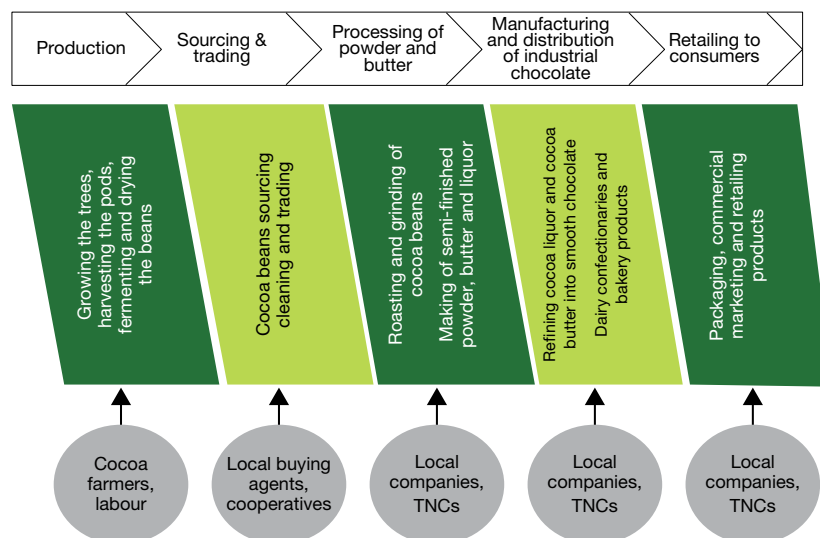 Production
Sourcing &
trading
Processing of
powder and
butter
Manufacturing
and distribution
of industrial
chocolate
Retailing to
consumers
Growing the trees,
harvesting the pods,
fermenting and drying
the beans
Cocoa beans sourcing
cleaning and trading
Roasting and grinding of
cocoa beans
Making of semi-finished
powder, butter and liquor
Refining cocoa liquor and cocoa
butter into smooth chocolate
Dairy confectionaries and
bakery products
Packaging, commercial
marketing and retailing
products
Cocoa
farmers,
labour
Local buying
agents,
cooperatives
Local
companies,
TNCs
Local
companies,
TNCs
Local
companies,
TNCs